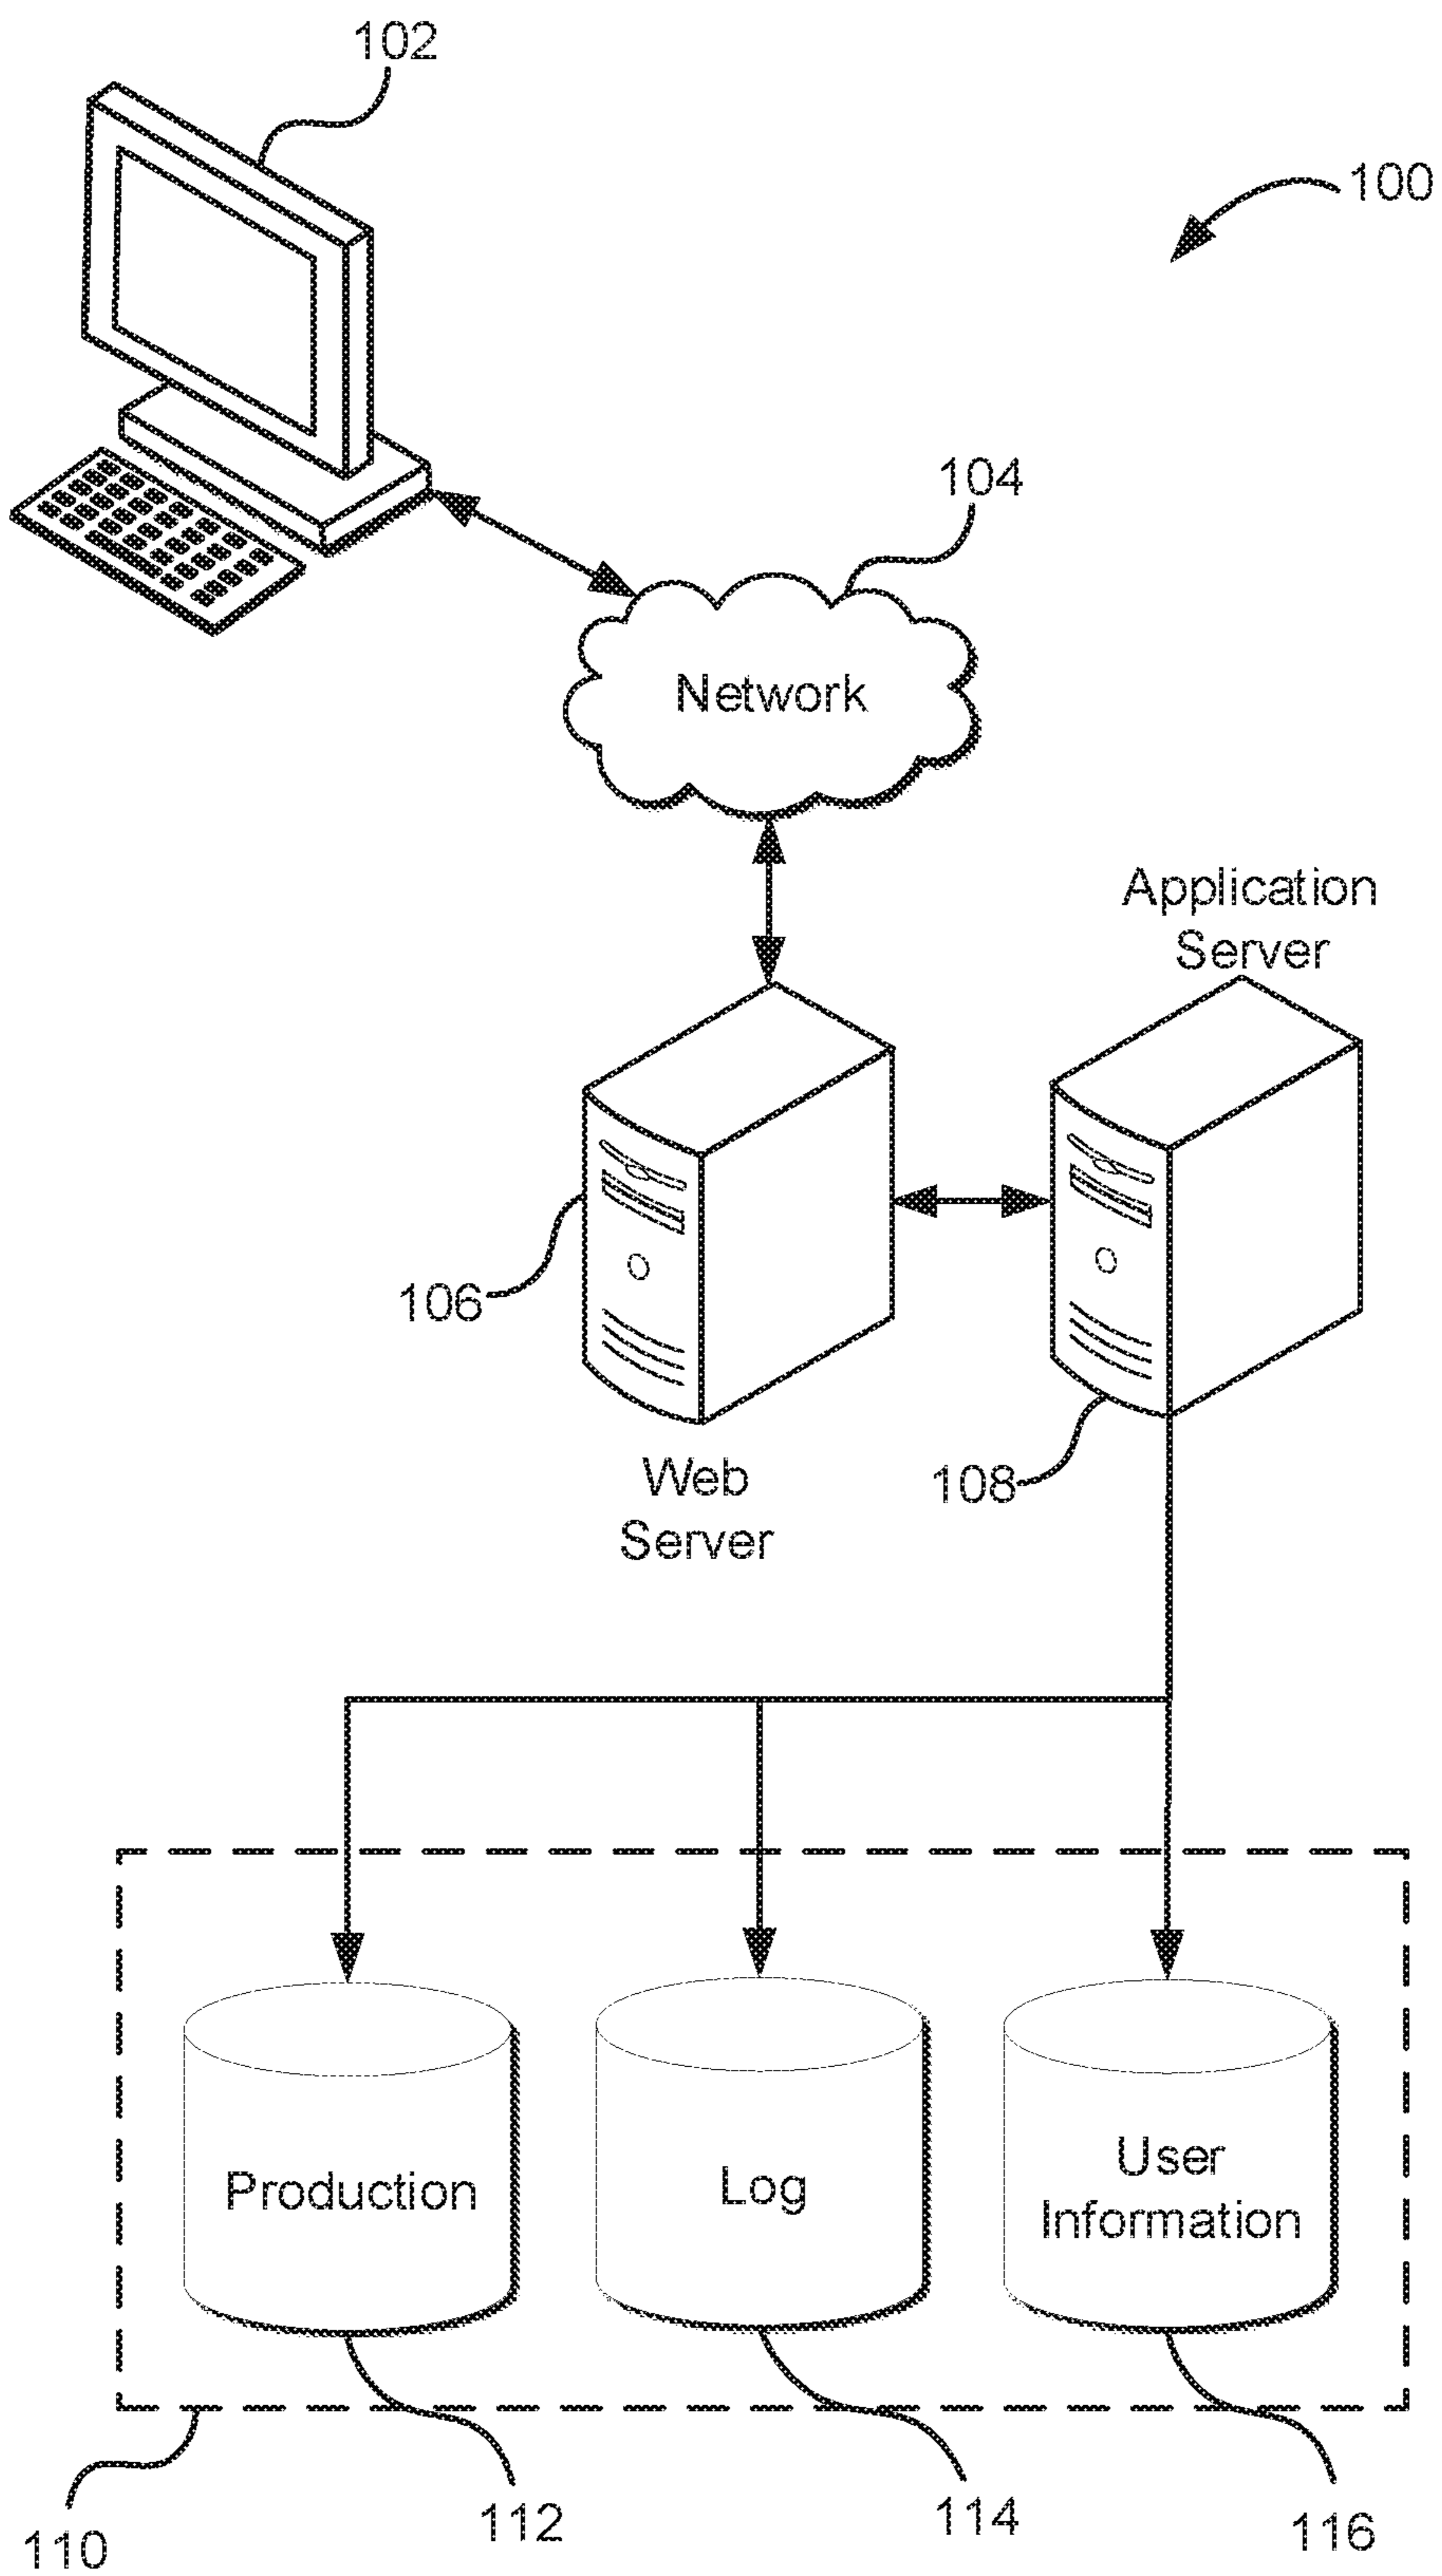 102
100
104
Network
Application
Server
106
Web
Server
108
Production
Log
User
Information
110
112
114
116